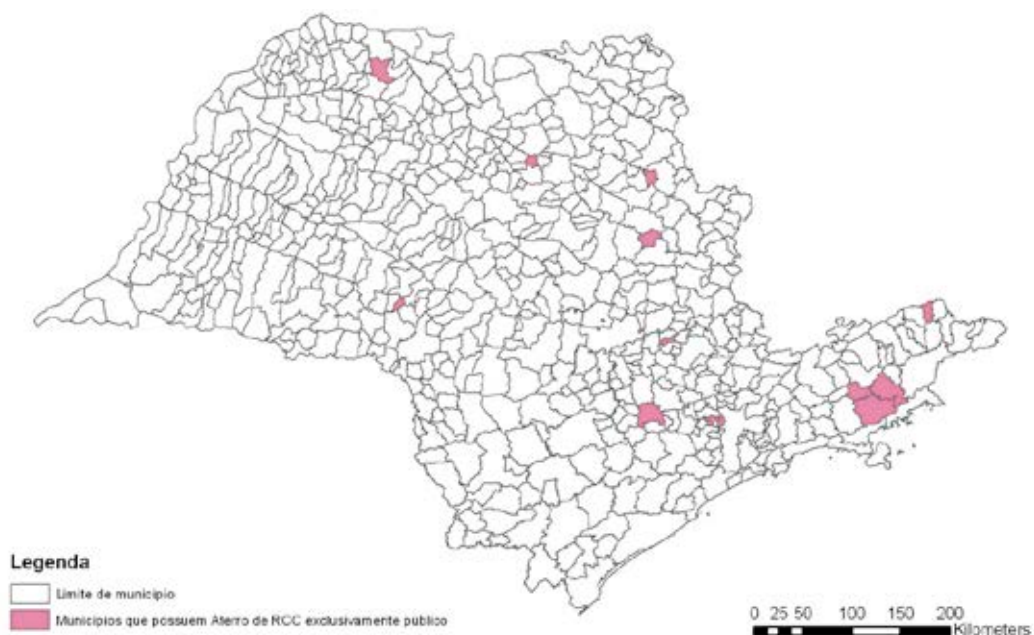 Legenda
Limite de município
Municípios que possuem Aterro de RCC exclusivamente público
0 25 50 100 150 200
Kilometers